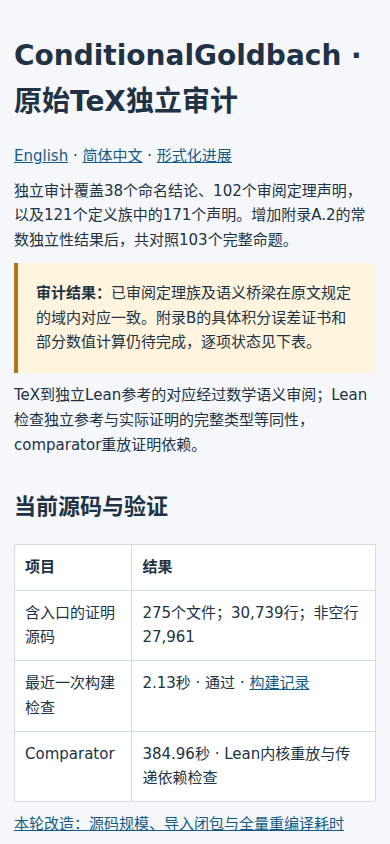 ConditionalGoldbach ·
原始TeX独立审计
English · 简体中文 · 形式化进展
独立审计覆盖38个命名结论、102个审阅定理声明，
以及121个定义族中的171个声明。增加附录A.2的常
数独立性结果后，共对照103个完整命题。
审计结果：已审阅定理族及语义桥梁在原文规定
的域内对应一致。附录B的具体积分误差证书和
部分数值计算仍待完成，逐项状态见下表。
TeX到独立Lean参考的对应经过数学语义审阅；Lean
检查独立参考与实际证明的完整类型等同性，
comparator重放证明依赖。
当前源码与验证
项目 结果
含入口的证明 275个文件；30,739行；非空行
源码 27,961
最近一次构建 2.13秒 · 通过 · 构建记录
检查
Comparator 384.96秒 · Lean内核重放与传
递依赖检查
本轮改造：源码规模、导入闭包与全量重编译耗时